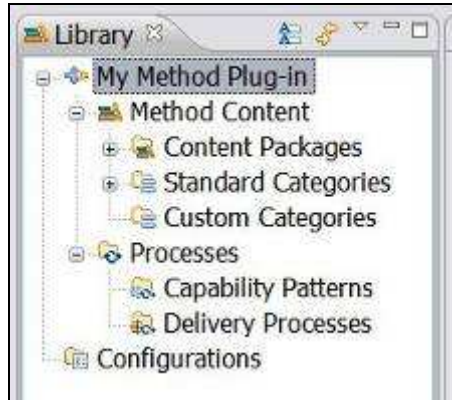 Library
My Method Plug-in
Method Content
Content Packages
Standard Categories
Custom Categories
Processes
Capability Patterns
Delivery Processes
Configurations